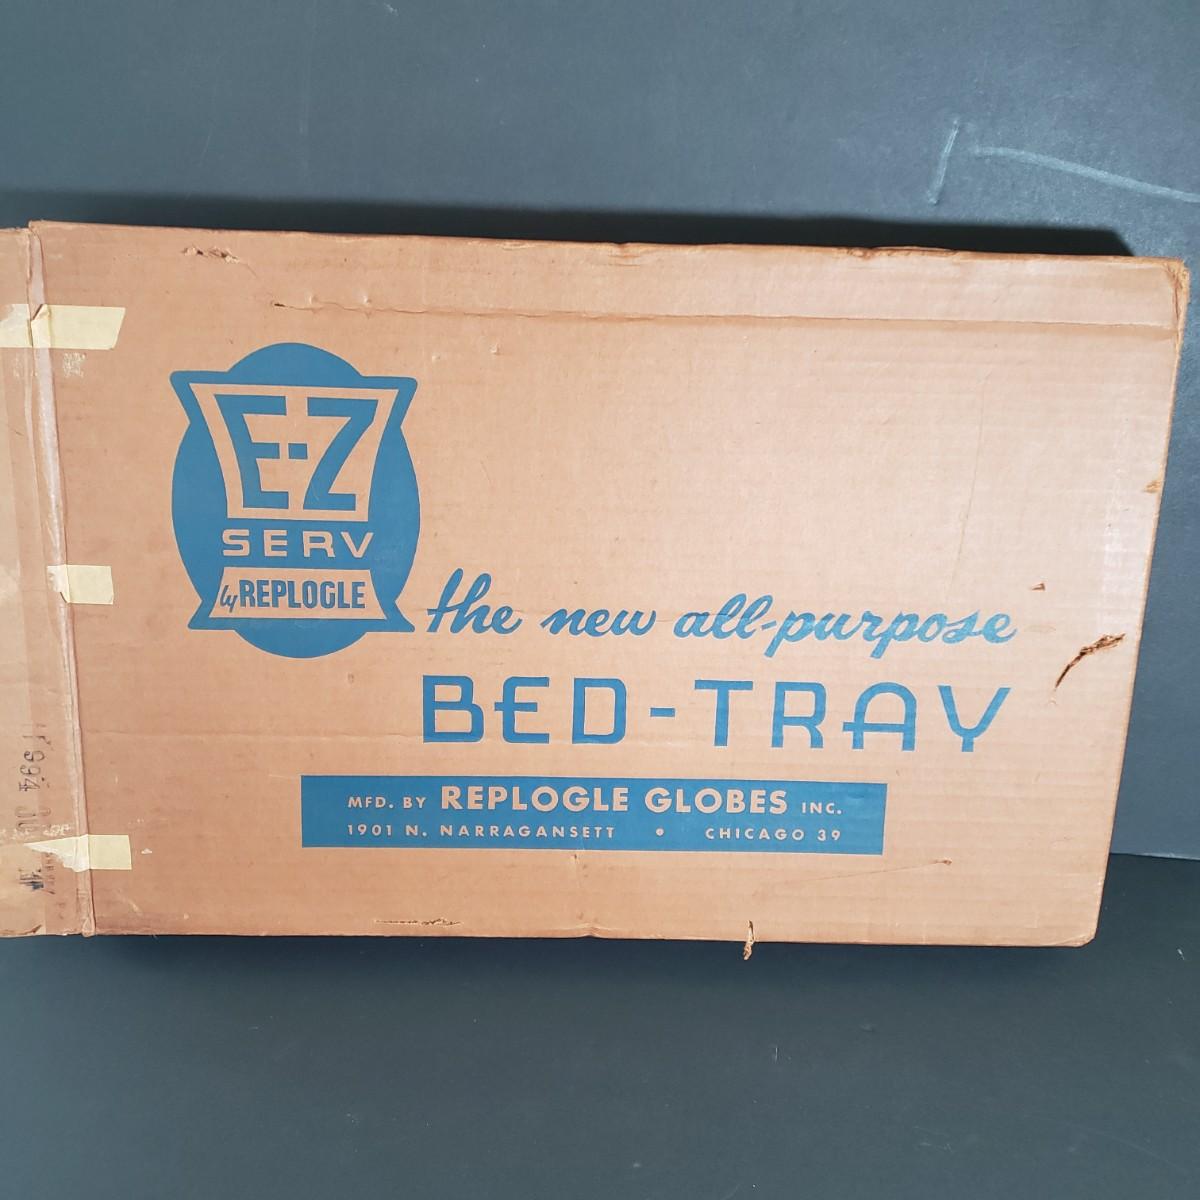 E-Z
SERV
by REPLOGLE
the new all-purpose
BED-TRAY
MFD. BY REPLOGLE GLOBES INC.
1901 N. NARRAGANSETT • CHICAGO 39